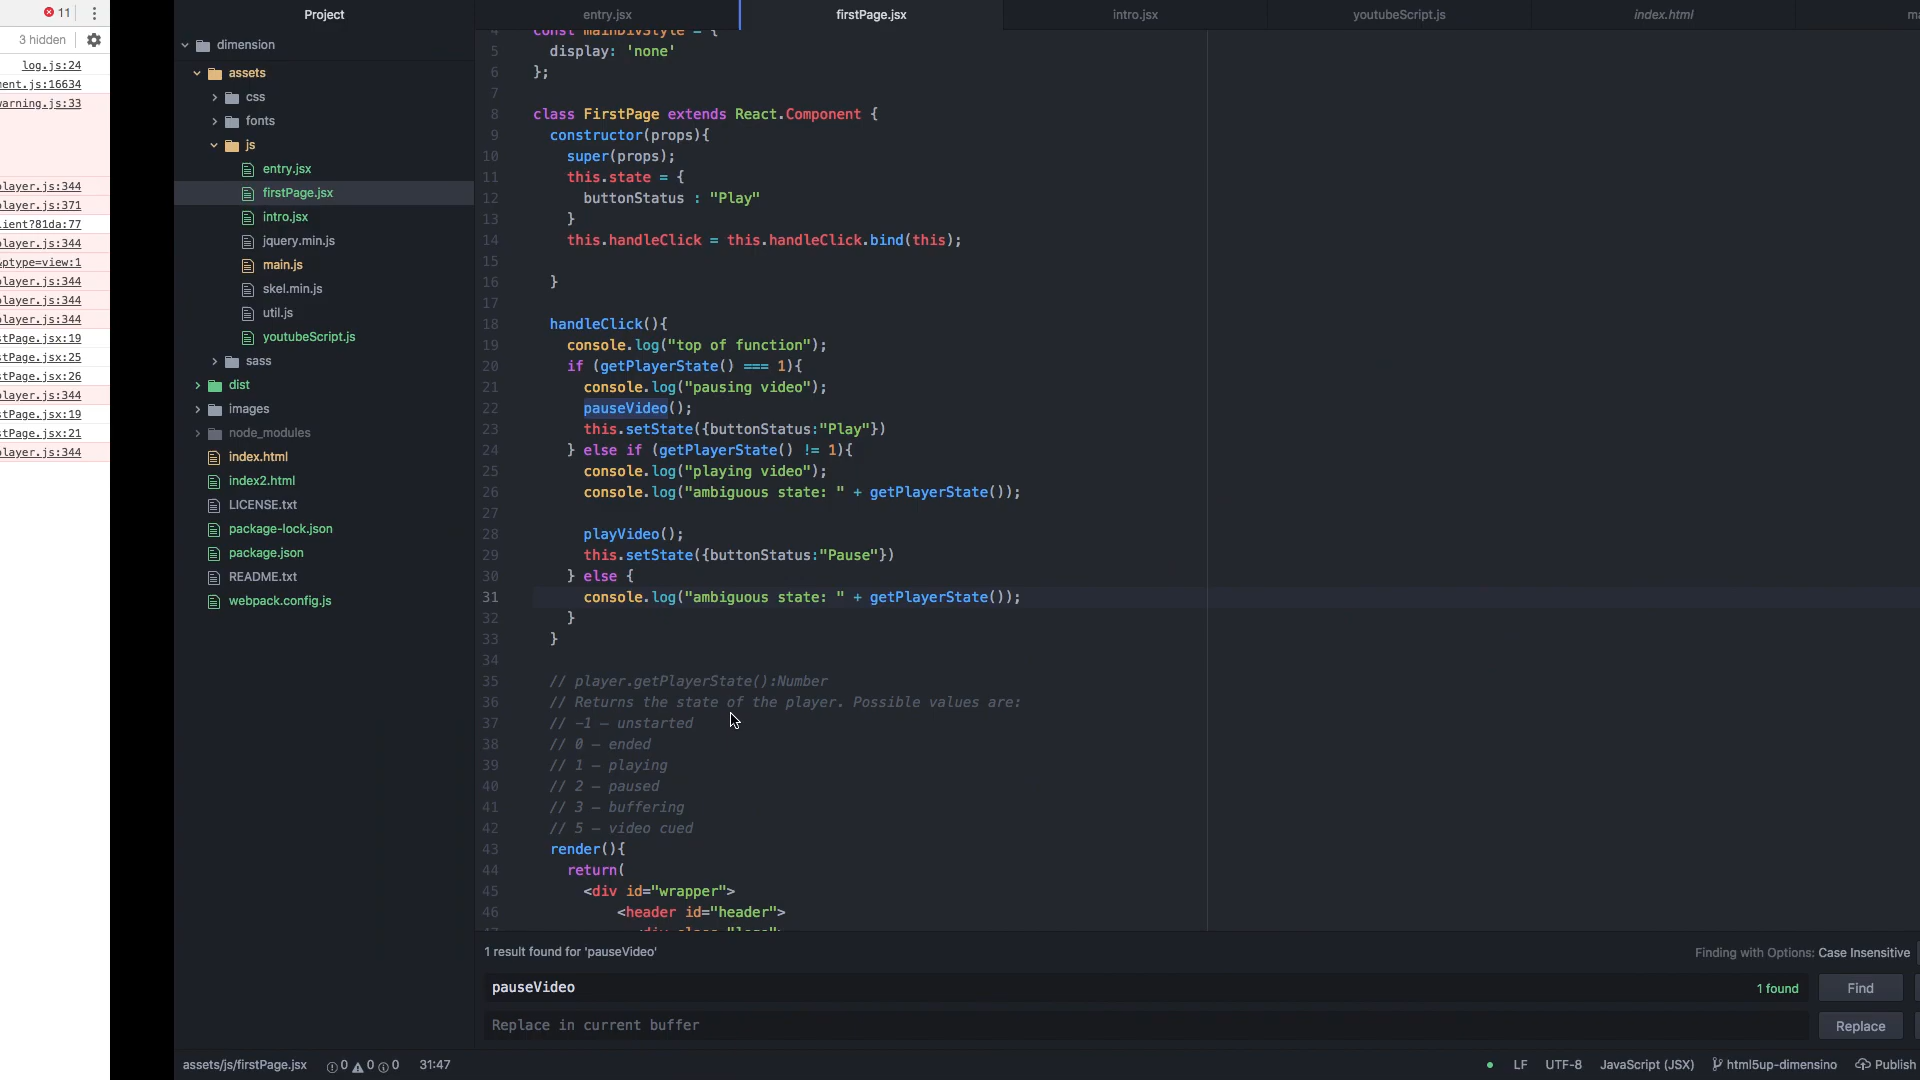 11
3 hidden
log.js:24
ent.js:16634
arning.js:33
layer.js:344
layer.js:371
ient?81da:77
layer.js:344
ptype=view:1
layer.js:344
layer.js:344
layer.js:344
stPage.jsx:19
stPage.jsx:25
stPage.jsx:26
layer.js:344
stPage.jsx:19
stPage.jsx:21
layer.js:344
Project
dimension
assets
css
fonts
js
entry.jsx
firstPage.jsx
intro.jsx
jquery.min.js
main.js
skel.min.js
util.js
youtubeScript.js
sass
dist
images
node_modules
index.html
index2.html
LICENSE.txt
package-lock.json
package.json
README.txt
webpack.config.js
entry.jsx firstPage.jsx intro.jsx youtubeScript.js index.html ma
4 const mainDivStyle = {
5 display: 'none'
6 };
7
8 class FirstPage extends React.Component {
9 constructor(props){
10 super(props);
11 this.state = {
12 buttonStatus : "Play"
13 }
14 this.handleClick = this.handleClick.bind(this);
15
16 }
17
18 handleClick(){
19 console.log("top of function");
20 if (getPlayerState() === 1){
21 console.log("pausing video");
22 pauseVideo();
23 this.setState({buttonStatus:"Play"})
24 } else if (getPlayerState() != 1){
25 console.log("playing video");
26 console.log("ambiguous state: " + getPlayerState());
27
28 playVideo();
29 this.setState({buttonStatus:"Pause"})
30 } else {
31 console.log("ambiguous state: " + getPlayerState());
32 }
33 }
34
35 // player.getPlayerState():Number
36 // Returns the state of the player. Possible values are:
37 // -1 – unstarted
38 // 0 – ended
39 // 1 – playing
40 // 2 – paused
41 // 3 – buffering
42 // 5 – video cued
43 render(){
44 return(
45 <div id="wrapper">
46 <header id="header">
47 <div class="logo">
1 result found for 'pauseVideo'
Finding with Options: Case Insensitive
pauseVideo
1 found
Find
Replace in current buffer
Replace
assets/js/firstPage.jsx 0 0 0 31:47
LF UTF-8 JavaScript (JSX) html5up-dimensino Publish